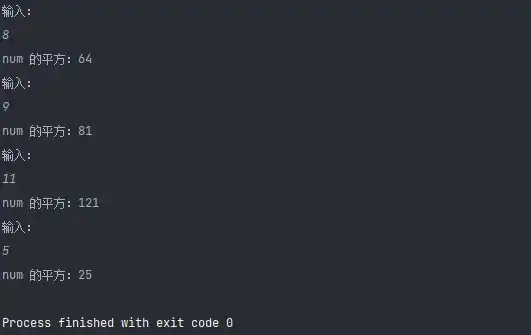 输入:
8
num 的平方: 64
输入:
9
num 的平方: 81
输入:
11
num 的平方: 121
输入:
5
num 的平方: 25
Process finished with exit code 0